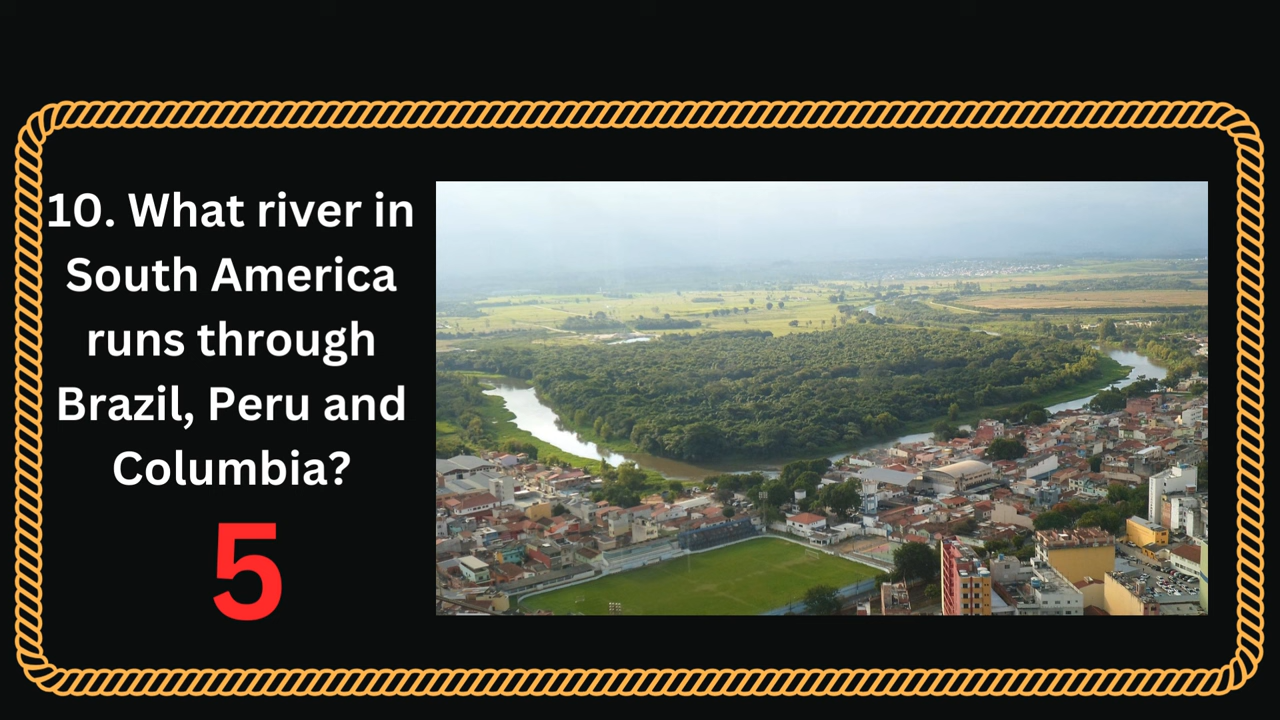 10. What river in
South America
runs through
Brazil, Peru and
Columbia?
5